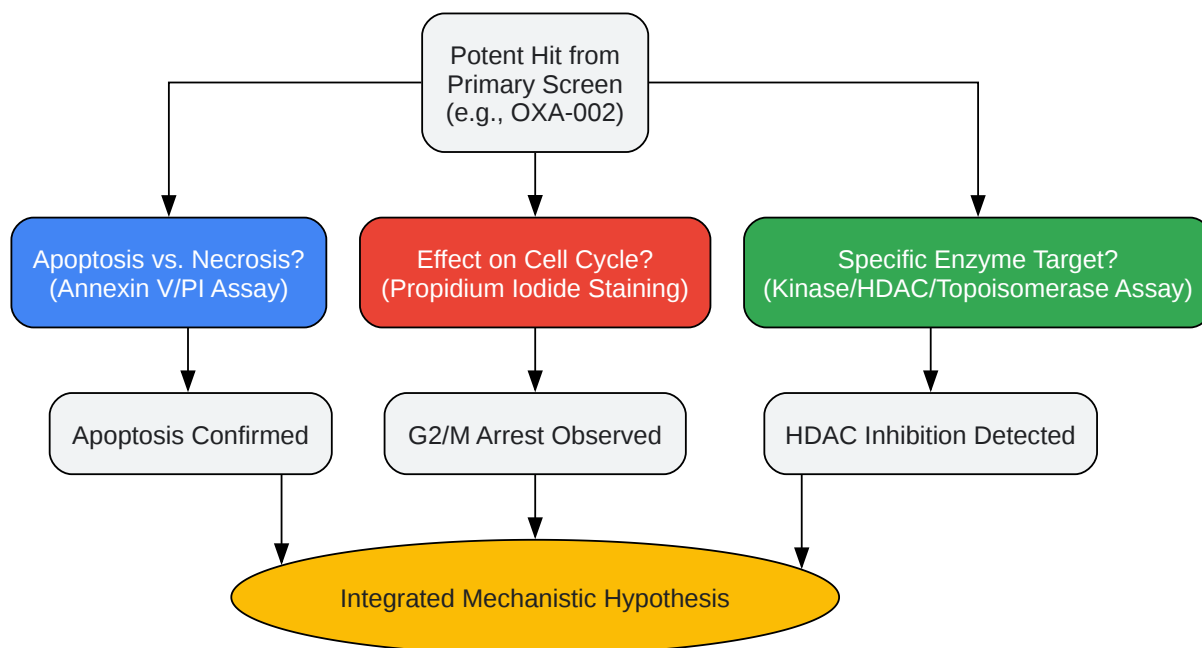 Potent Hit from
Primary Screen
(e.g., OXA-002)
Apoptosis vs. Necrosis?
(Annexin V/PI Assay)
Effect on Cell Cycle?
(Propidium Iodide Staining)
Specific Enzyme Target?
(Kinase/HDAC/Topoisomerase Assay)
Apoptosis Confirmed
G2/M Arrest Observed
HDAC Inhibition Detected
Integrated Mechanistic Hypothesis